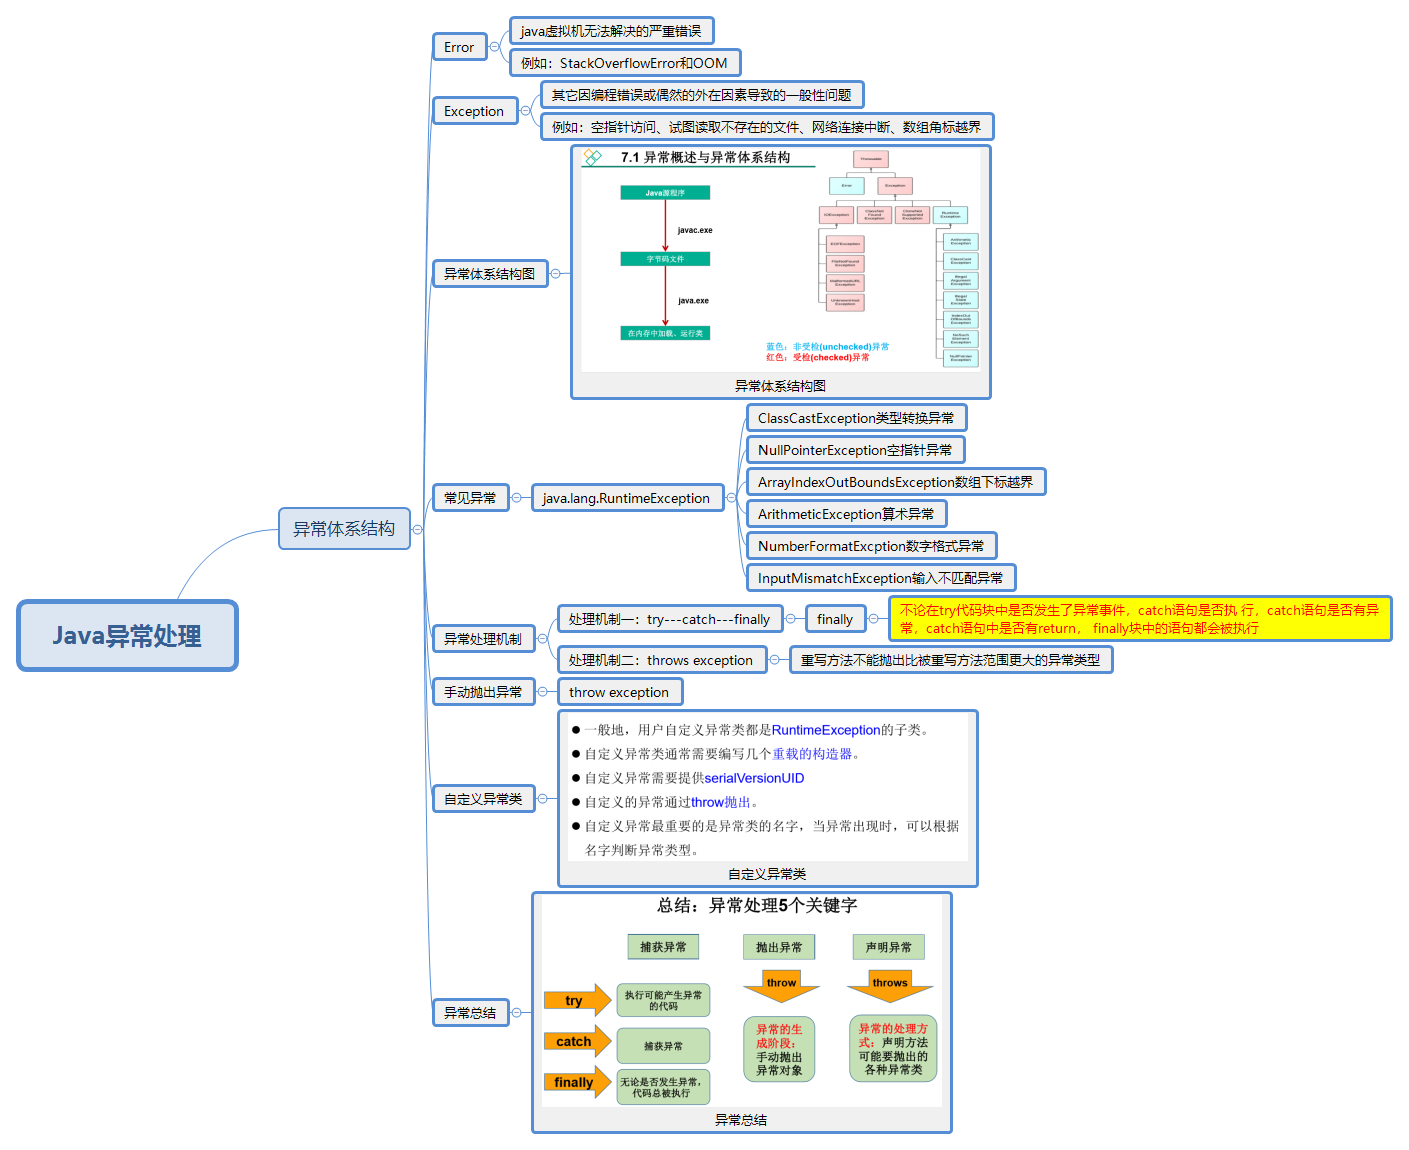 Java异常处理
异常体系结构
Error
java虚拟机无法解决的严重错误
例如：StackOverflowError和OOM
Exception
其它因编程错误或偶然的外在因素导致的一般性问题
例如：空指针访问、试图读取不存在的文件、网络连接中断、数组角标越界
异常体系结构图
7.1 异常概述与异常体系结构
Java源程序
javac.exe
字节码文件
java.exe
在内存中加载、运行类
Throwable
Error
Exception
IOException
ClassNot
Found
Exception
CloneNot
Supported
Exception
Runtime
Exception
EOFException
FileNotFound
Exception
MalformedURL
Exception
UnknownHost
Exception
Arithmetic
Exception
ClassCast
Exception
Illegal
Argument
Exception
Illegal
State
Exception
IndexOut
OfBounds
Exception
NoSuch
Element
Exception
NullPointer
Exception
蓝色：非受检(unchecked)异常
红色：受检(checked)异常
异常体系结构图
常见异常
java.lang.RuntimeException
ClassCastException类型转换异常
NullPointerException空指针异常
ArrayIndexOutBoundsException数组下标越界
ArithmeticException算术异常
NumberFormatExcption数字格式异常
InputMismatchException输入不匹配异常
异常处理机制
处理机制一：try---catch---finally
finally
不论在try代码块中是否发生了异常事件，catch语句是否执 行，catch语句是否有异
常，catch语句中是否有return， finally块中的语句都会被执行
处理机制二：throws exception
重写方法不能抛出比被重写方法范围更大的异常类型
手动抛出异常
throw exception
自定义异常类
● 一般地，用户自定义异常类都是RuntimeException的子类。
● 自定义异常类通常需要编写几个重载的构造器。
● 自定义异常需要提供serialVersionUID
● 自定义的异常通过throw抛出。
● 自定义异常最重要的是异常类的名字，当异常出现时，可以根据
名字判断异常类型。
自定义异常类
异常总结
总结：异常处理5个关键字
捕获异常
抛出异常
声明异常
throw
throws
try
执行可能产生异常
的代码
catch
捕获异常
finally
无论是否发生异常，
代码总被执行
异常的生
成阶段：
手动抛出
异常对象
异常的处理方
式：声明方法
可能要抛出的
各种异常类
异常总结